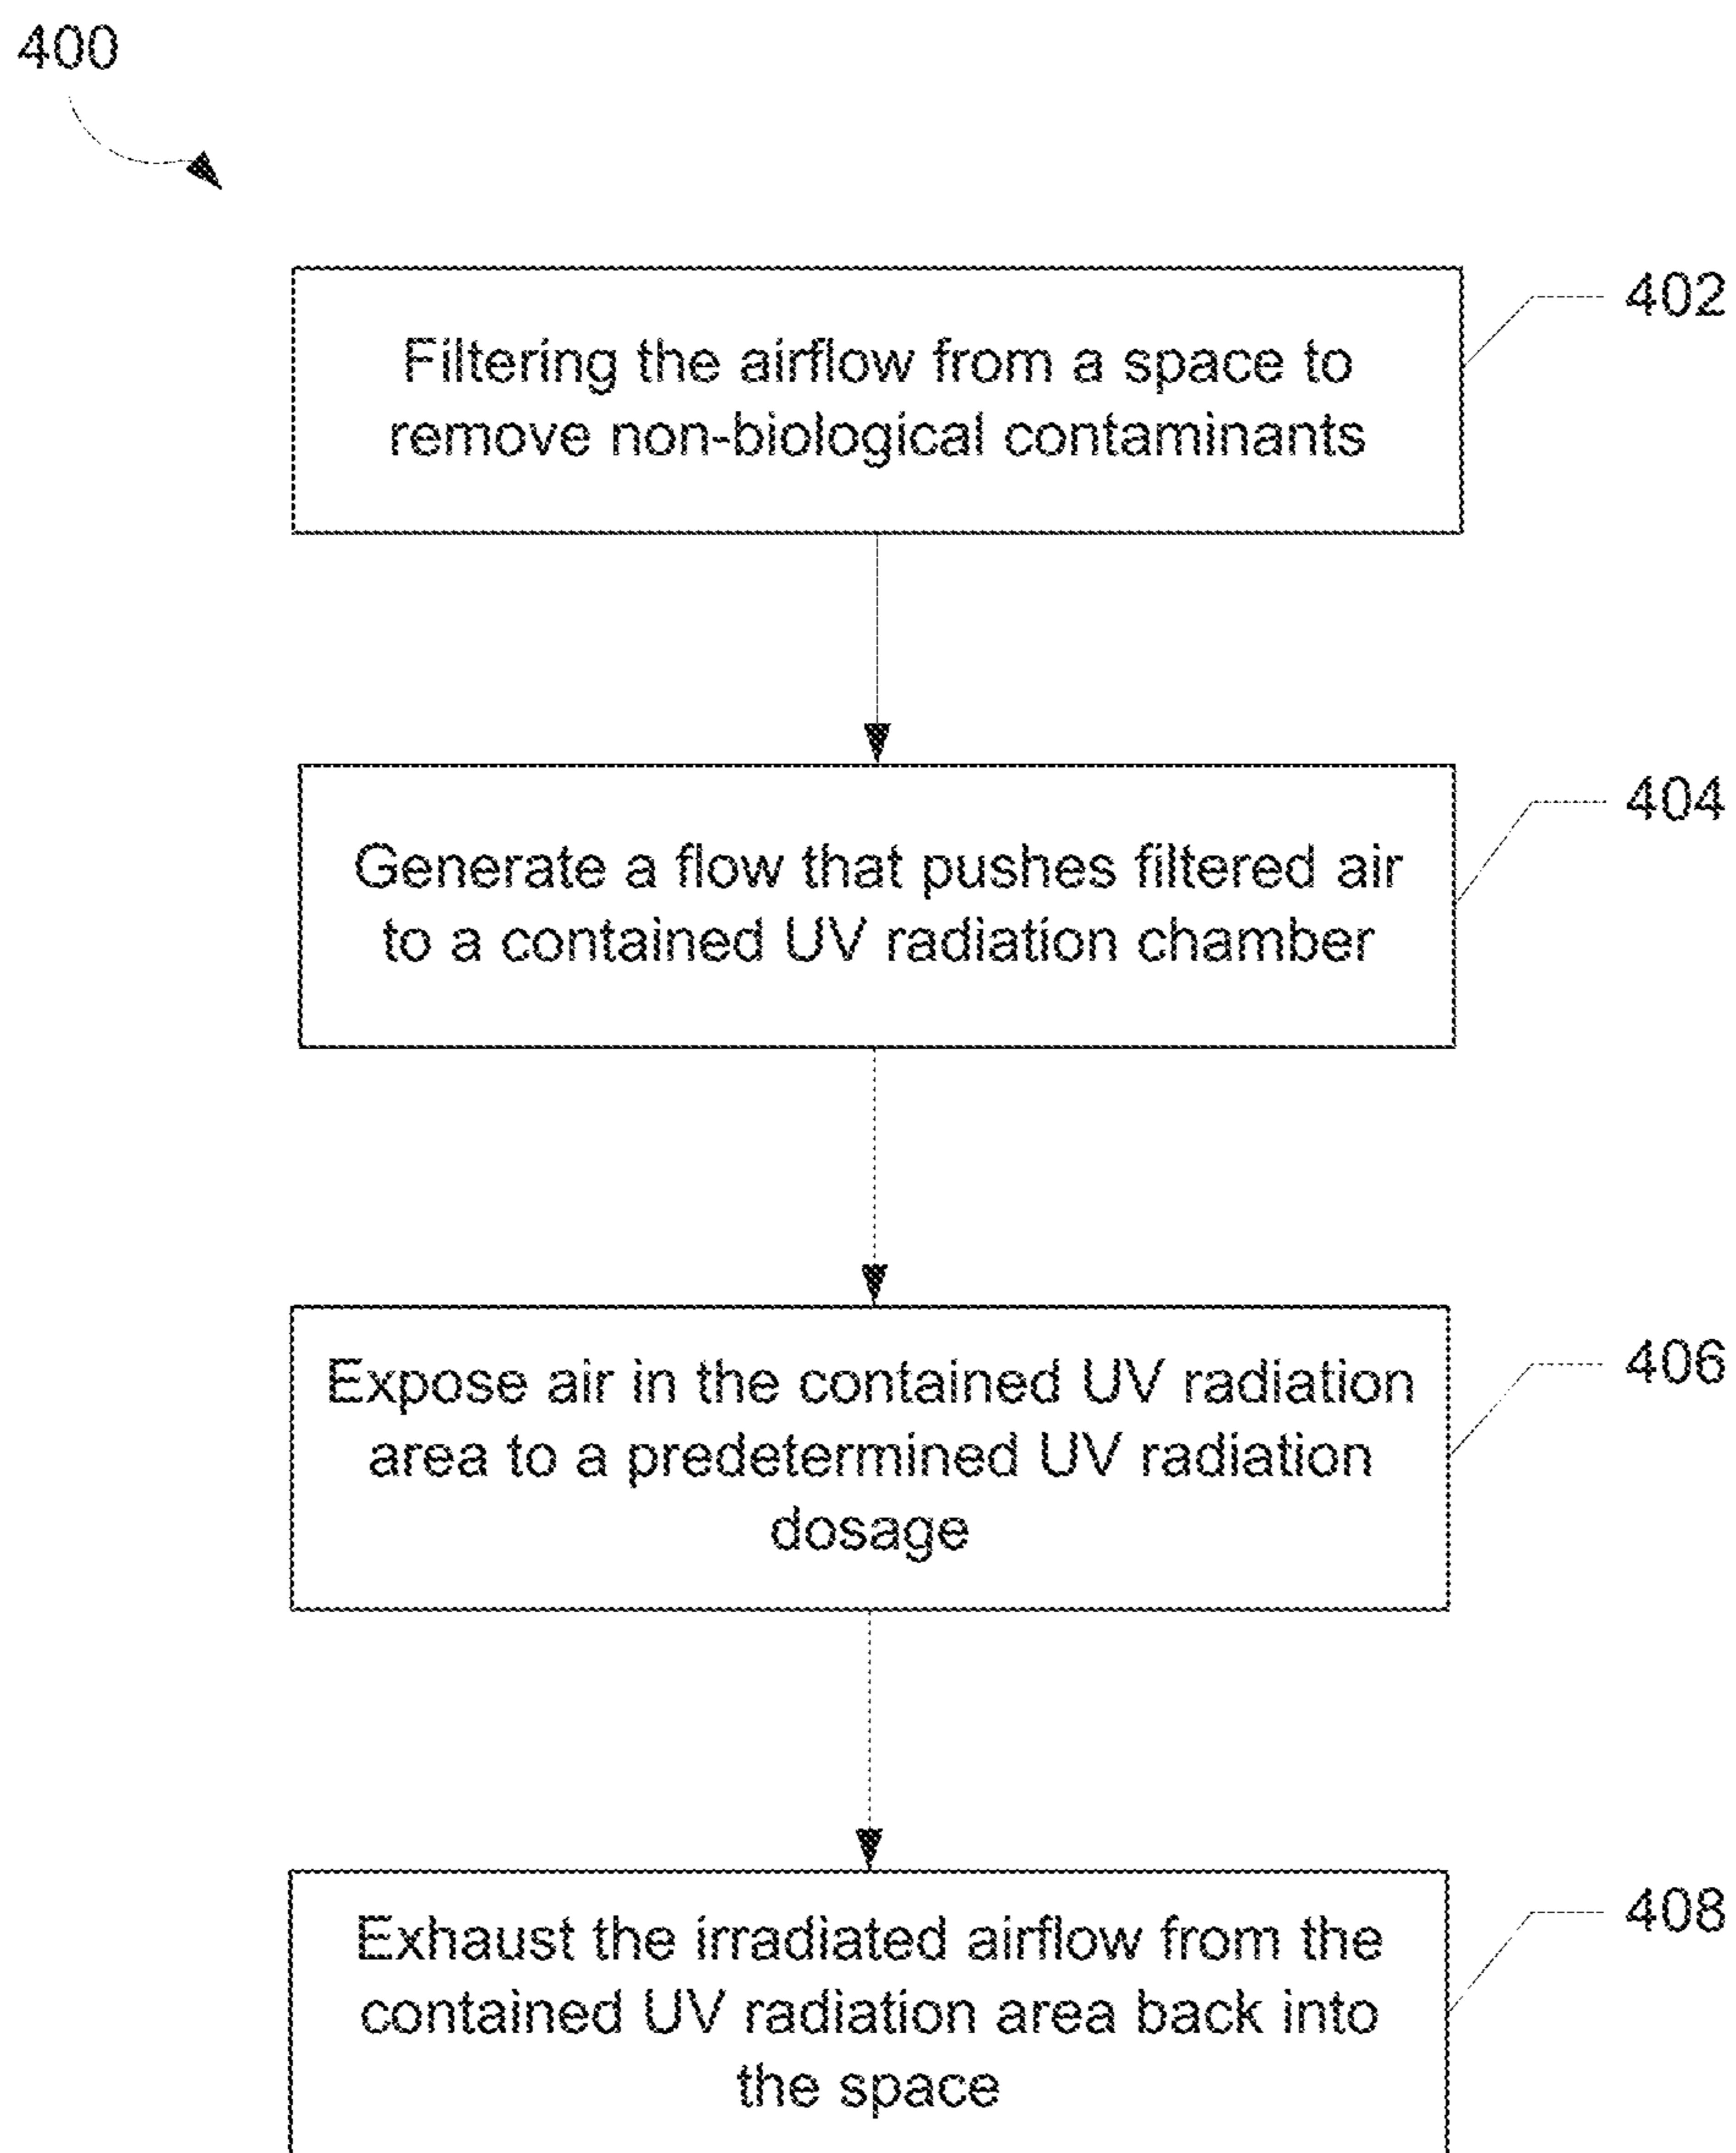 400
402
Filtering the airflow from a space to
remove non-biological contaminants
404
Generate a flow that pushes filtered air
to a contained UV radiation chamber
406
Expose air in the contained UV radiation
area to a predetermined UV radiation
dosage
408
Exhaust the irradiated airflow from the
contained UV radiation area back into
the space